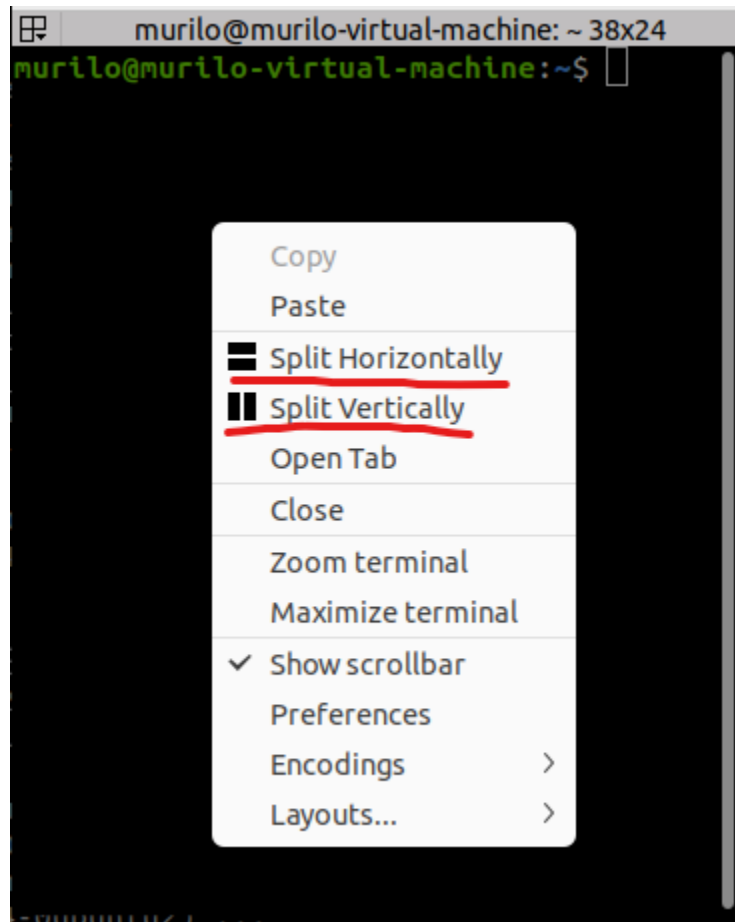 murilo@murilo-virtual-machine: ~ 38x24
murilo@murilo-virtual-machine:~$
Copy
Paste
Split Horizontally
Split Vertically
Open Tab
Close
Zoom terminal
Maximize terminal
Show scrollbar
Preferences
Encodings
Layouts...